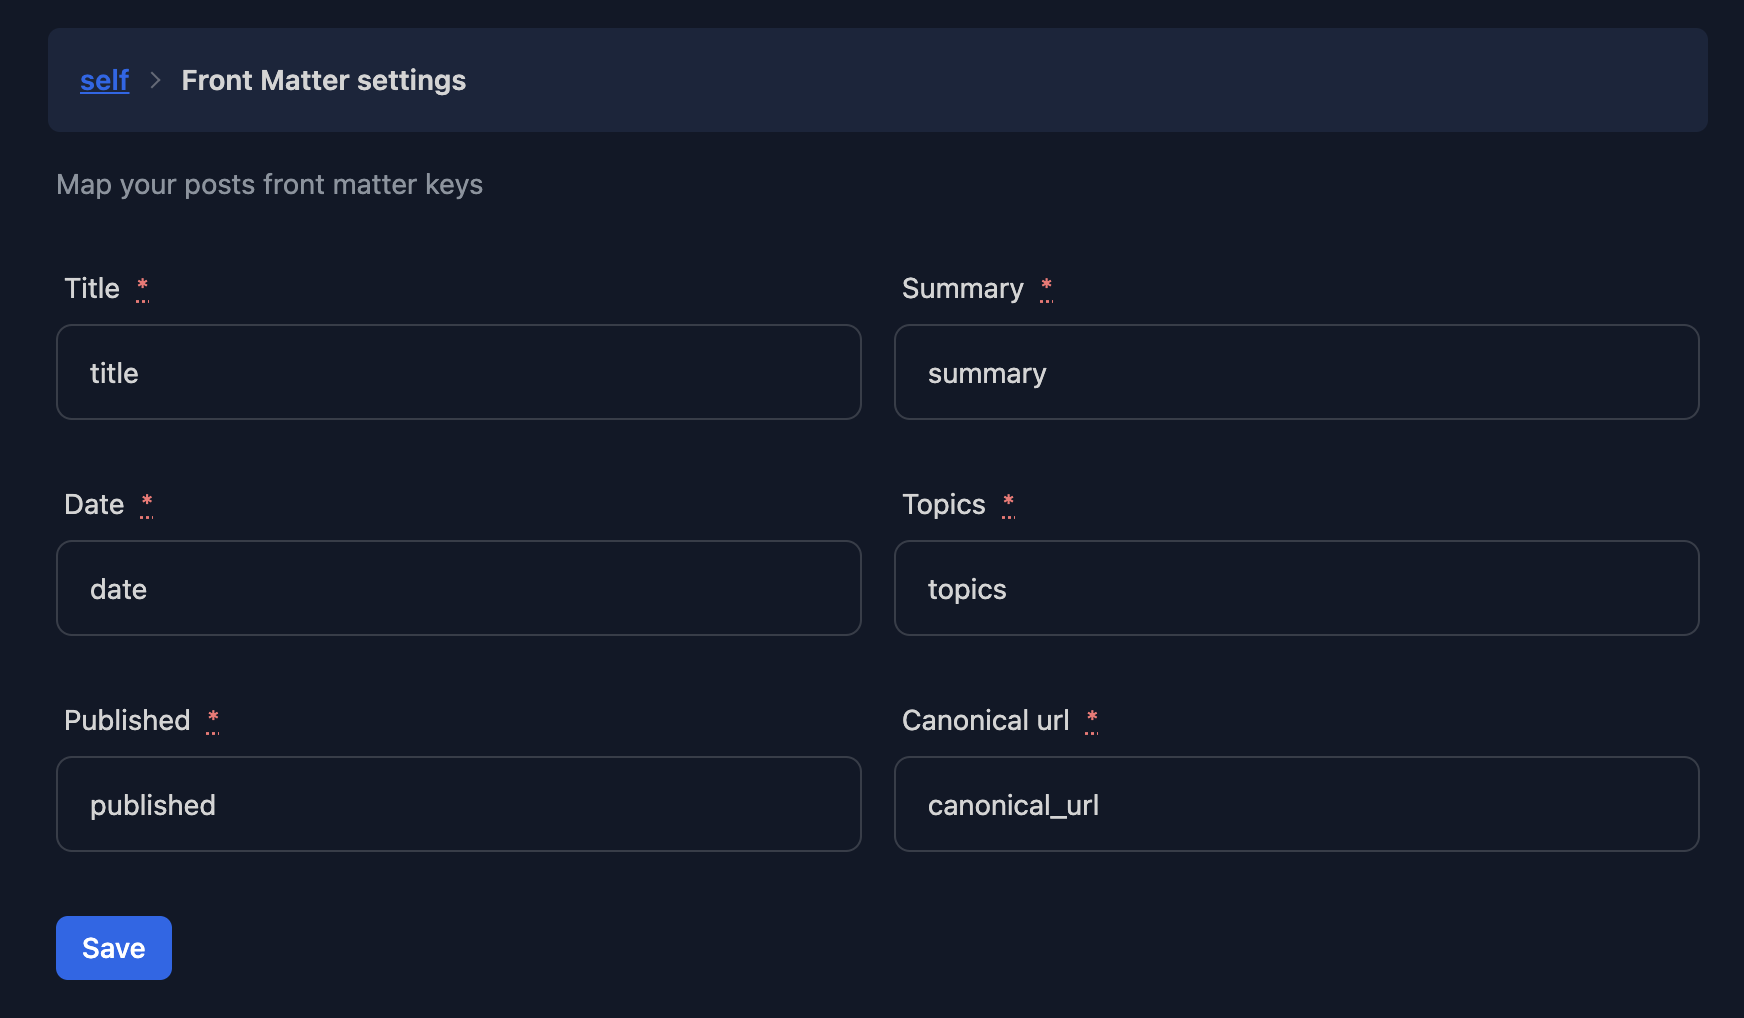 self > Front Matter settings
Map your posts front matter keys
Title * Summary *
title summary
Date * Topics *
date topics
Published * Canonical url *
published canonical_url
Save